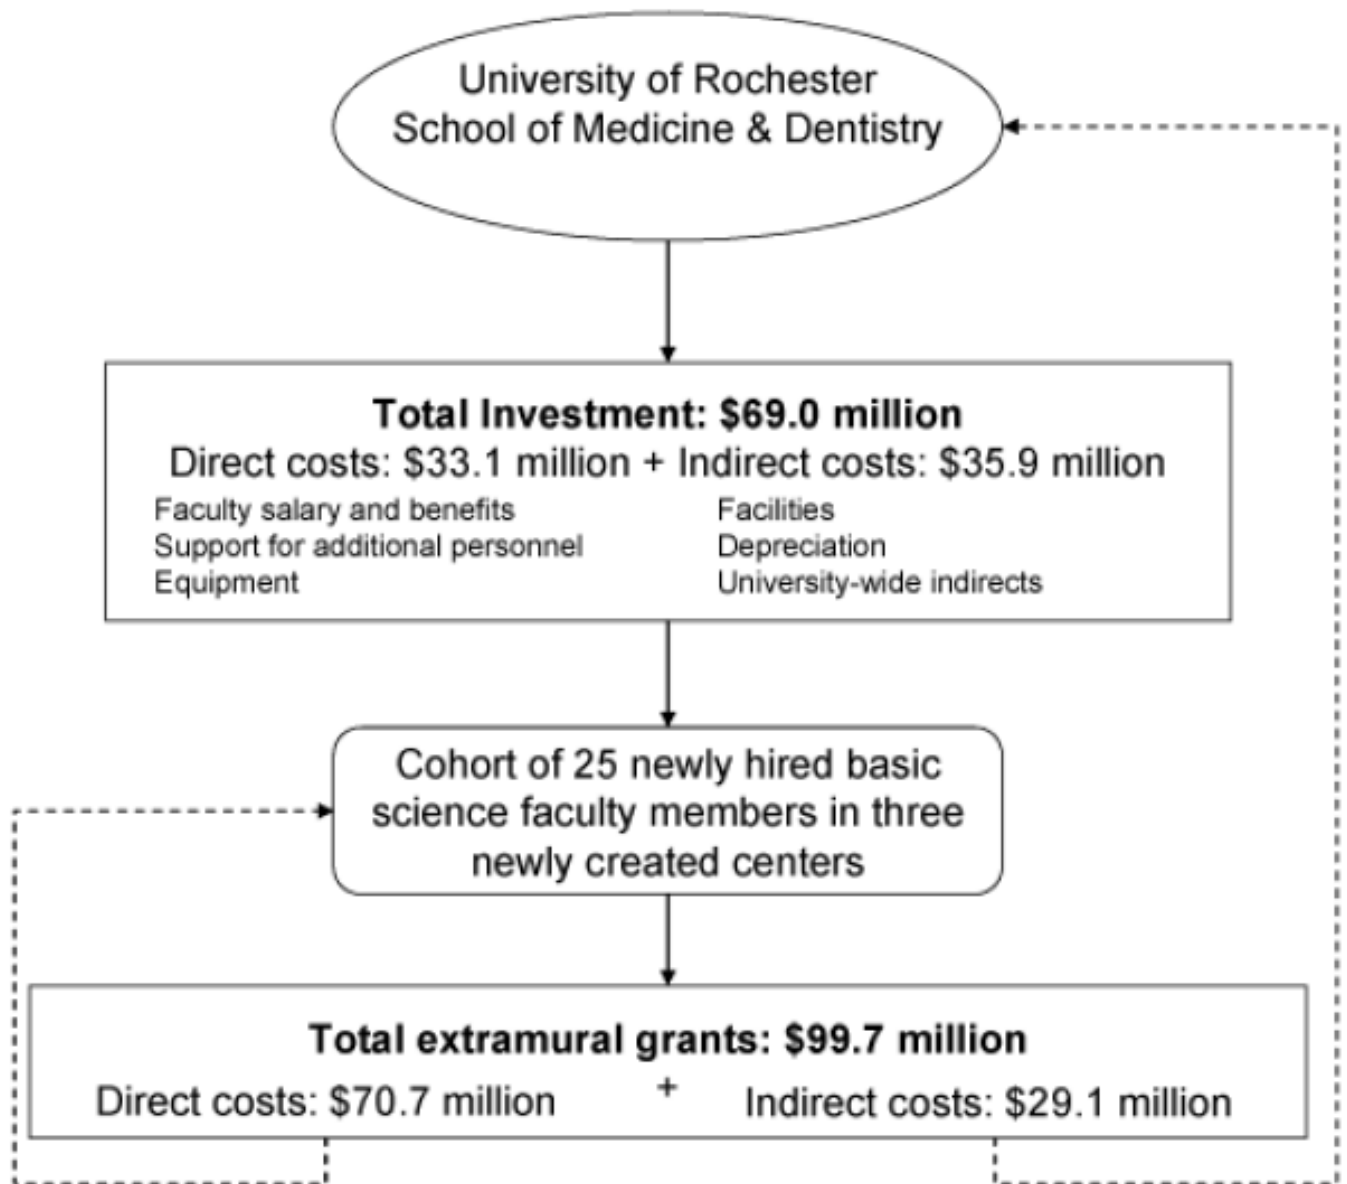 University of Rochester
School of Medicine & Dentistry
Total Investment: $69.0 million
Direct costs: $33.1 million + Indirect costs: $35.9 million
Faculty salary and benefits
Support for additional personnel
Equipment
Facilities
Depreciation
University-wide indirects
Cohort of 25 newly hired basic
science faculty members in three
newly created centers
Total extramural grants: $99.7 million
Direct costs: $70.7 million + Indirect costs: $29.1 million